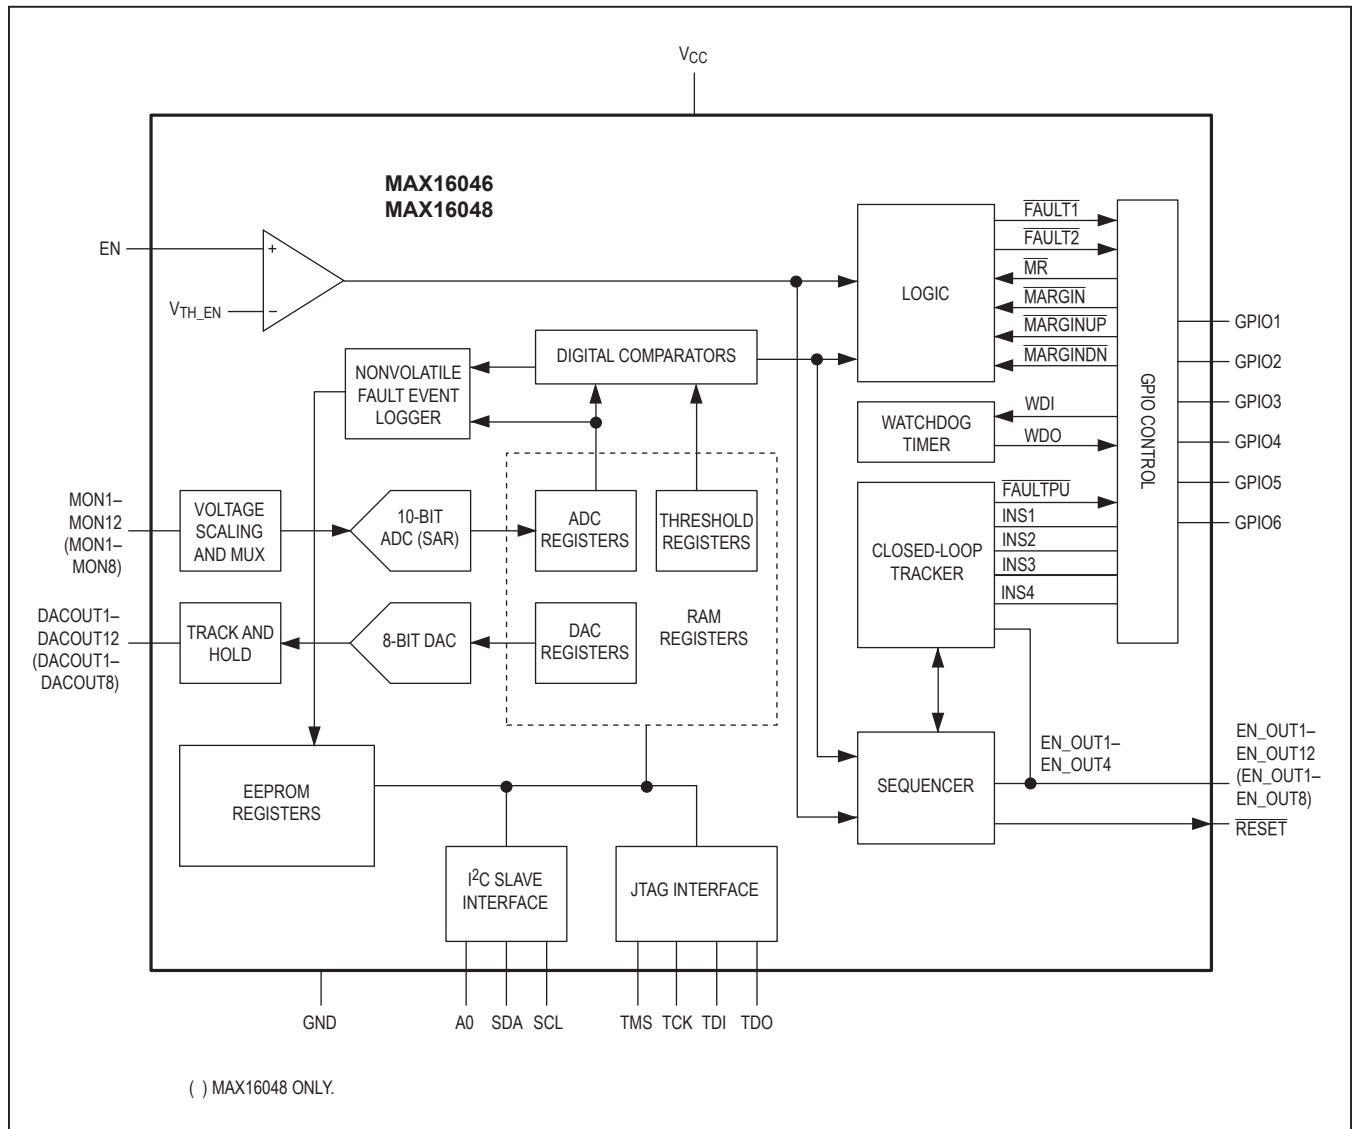 VCC
MAX16046
MAX16048
EN
+
VTH_EN
−
LOGIC
FAULT1
FAULT2
MR
MARGIN
MARGINUP
MARGINDN
GPIO CONTROL
GPIO1
GPIO2
GPIO3
GPIO4
GPIO5
GPIO6
DIGITAL COMPARATORS
NONVOLATILE
FAULT EVENT
LOGGER
WATCHDOG
TIMER
WDI
WDO
MON1–
MON12
(MON1–
MON8)
VOLTAGE
SCALING
AND MUX
10-BIT
ADC (SAR)
ADC
REGISTERS
THRESHOLD
REGISTERS
CLOSED-LOOP
TRACKER
FAULTPU
INS1
INS2
INS3
INS4
DACOUT1–
DACOUT12
(DACOUT1–
DACOUT8)
TRACK AND
HOLD
8-BIT DAC
DAC
REGISTERS
RAM
REGISTERS
EEPROM
REGISTERS
SEQUENCER
EN_OUT1–
EN_OUT4
EN_OUT1–
EN_OUT12
(EN_OUT1–
EN_OUT8)
RESET
I2C SLAVE
INTERFACE
JTAG INTERFACE
GND
A0
SDA
SCL
TMS
TCK
TDI
TDO
( ) MAX16048 ONLY.